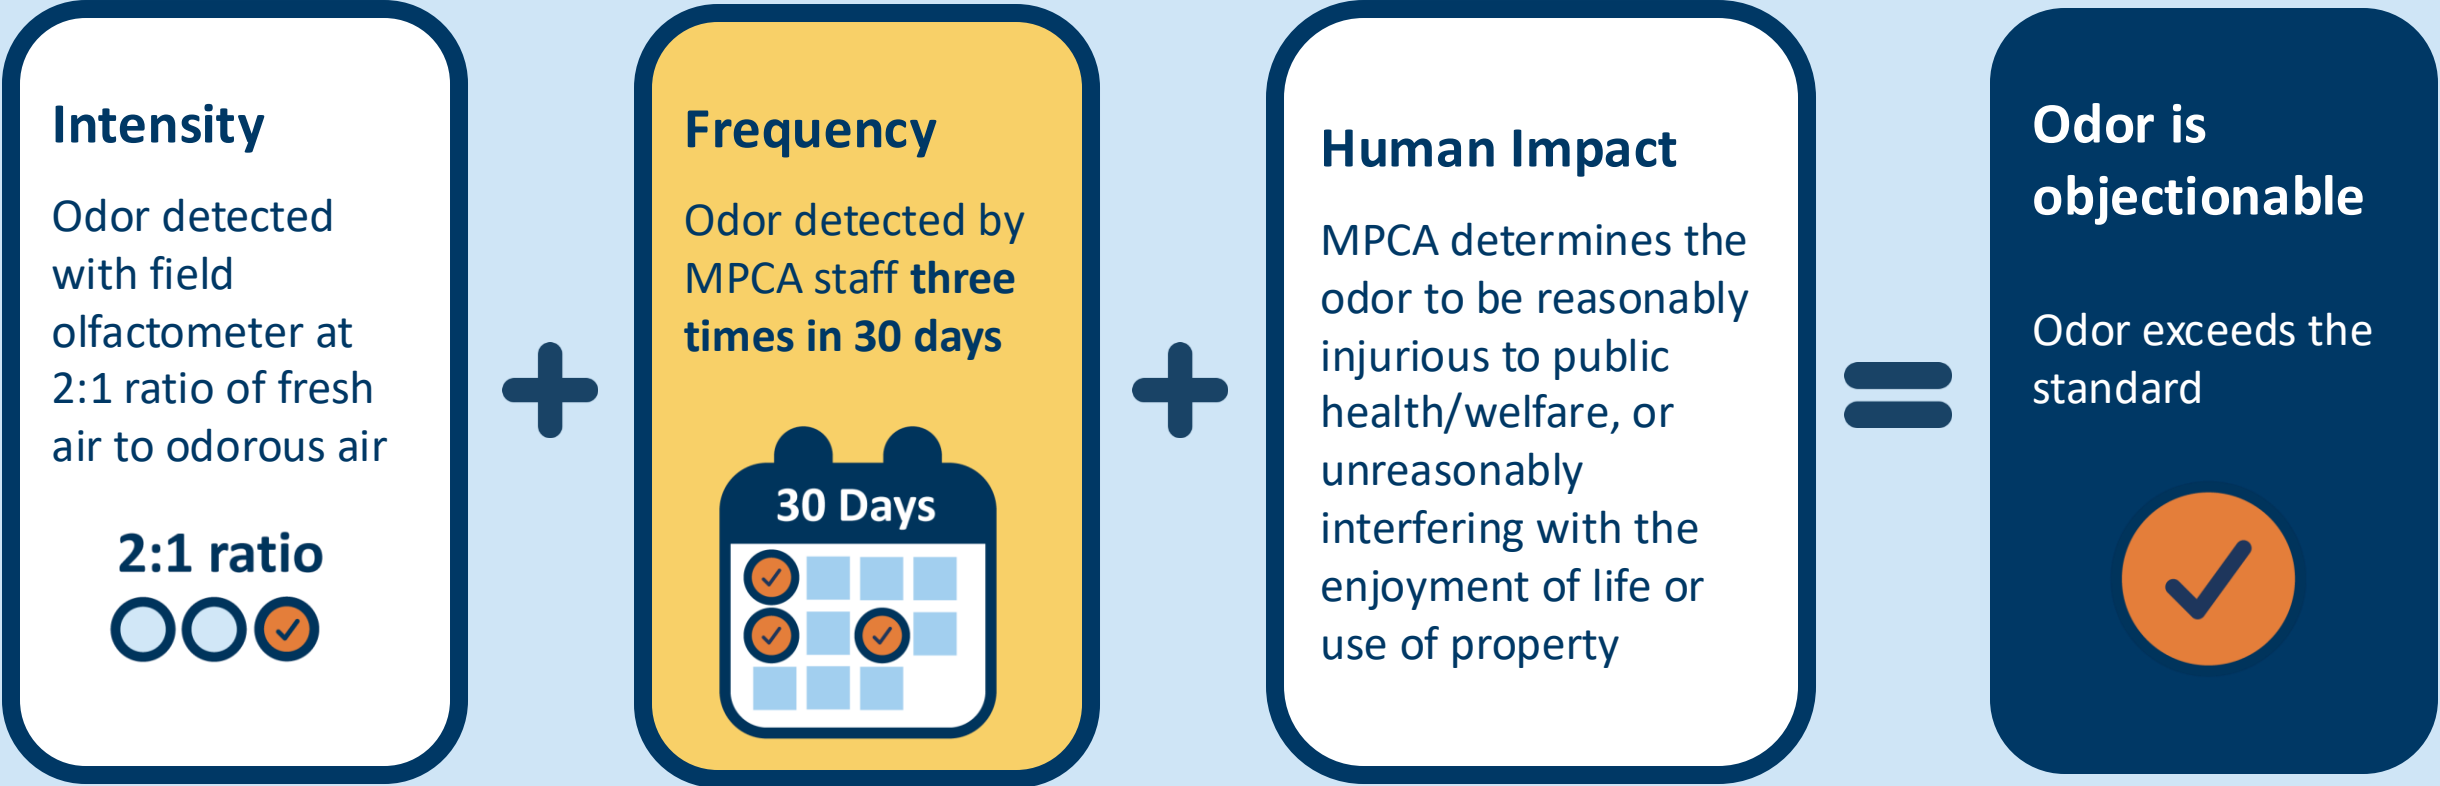 Intensity
Odor detected
with field
olfactometer at
2:1 ratio of fresh
air to odorous air
2:1 ratio
Frequency
Odor detected by
MPCA staff three
times in 30 days
30 Days
Human Impact
MPCA determines the
odor to be reasonably
injurious to public
health/welfare, or
unreasonably
interfering with the
enjoyment of life or
use of property
Odor is
objectionable
Odor exceeds the
standard